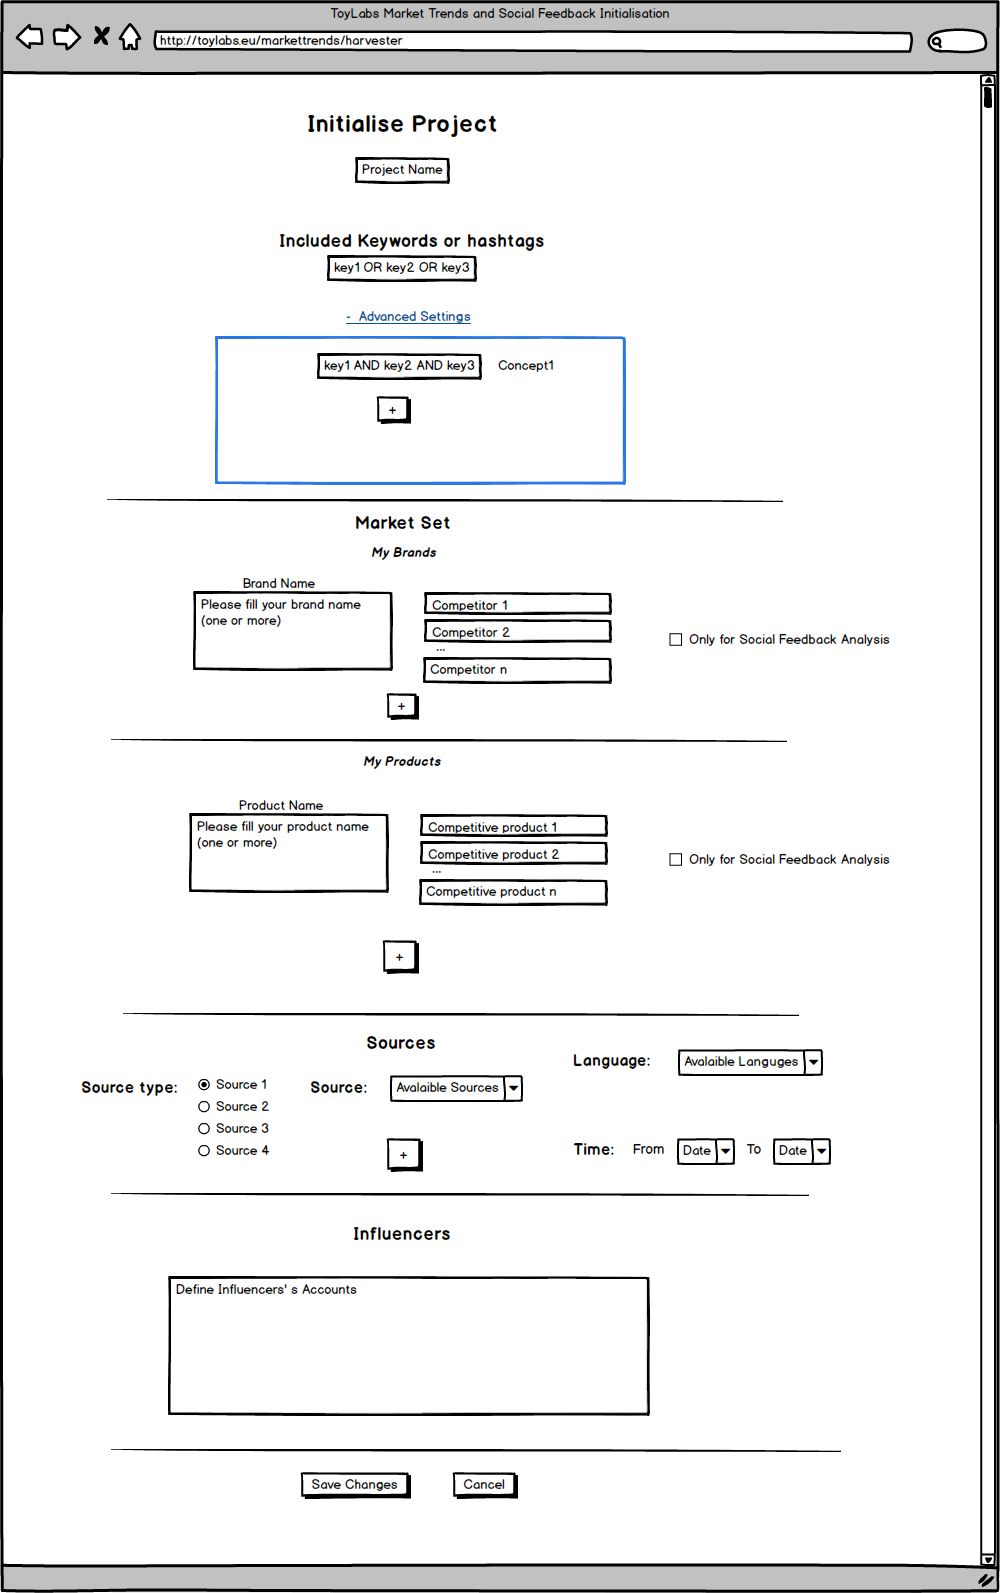 ToyLabs Market Trends and Social Feedback Initialisation
http://toylabs.eu/markettrends/harvester
Initialise Project
Project Name
Included Keywords or hashtags
key1 OR key2 OR key3
- Advanced Settings
key1 AND key2 AND key3 Concept1
+
Market Set
My Brands
Brand Name
Please fill your brand name
(one or more)
Competitor 1
Competitor 2
...
Competitor n
Only for Social Feedback Analysis
+
My Products
Product Name
Please fill your product name
(one or more)
Competitive product 1
Competitive product 2
...
Competitive product n
Only for Social Feedback Analysis
+
Sources
Source type:
Source 1
Source 2
Source 3
Source 4
Source: Avalaible Sources
+
Language: Avalaible Languges
Time: From Date To Date
Influencers
Define Influencers' s Accounts
Save Changes Cancel